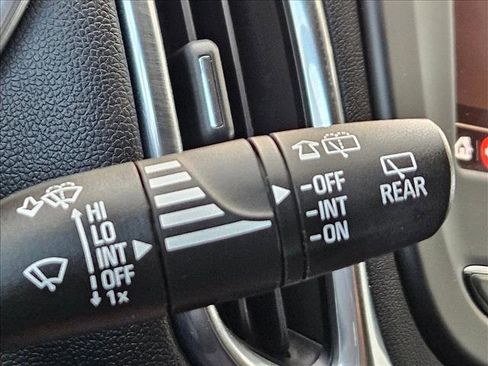 HI
LO
INT
OFF
1x
-OFF
-INT
-ON
REAR